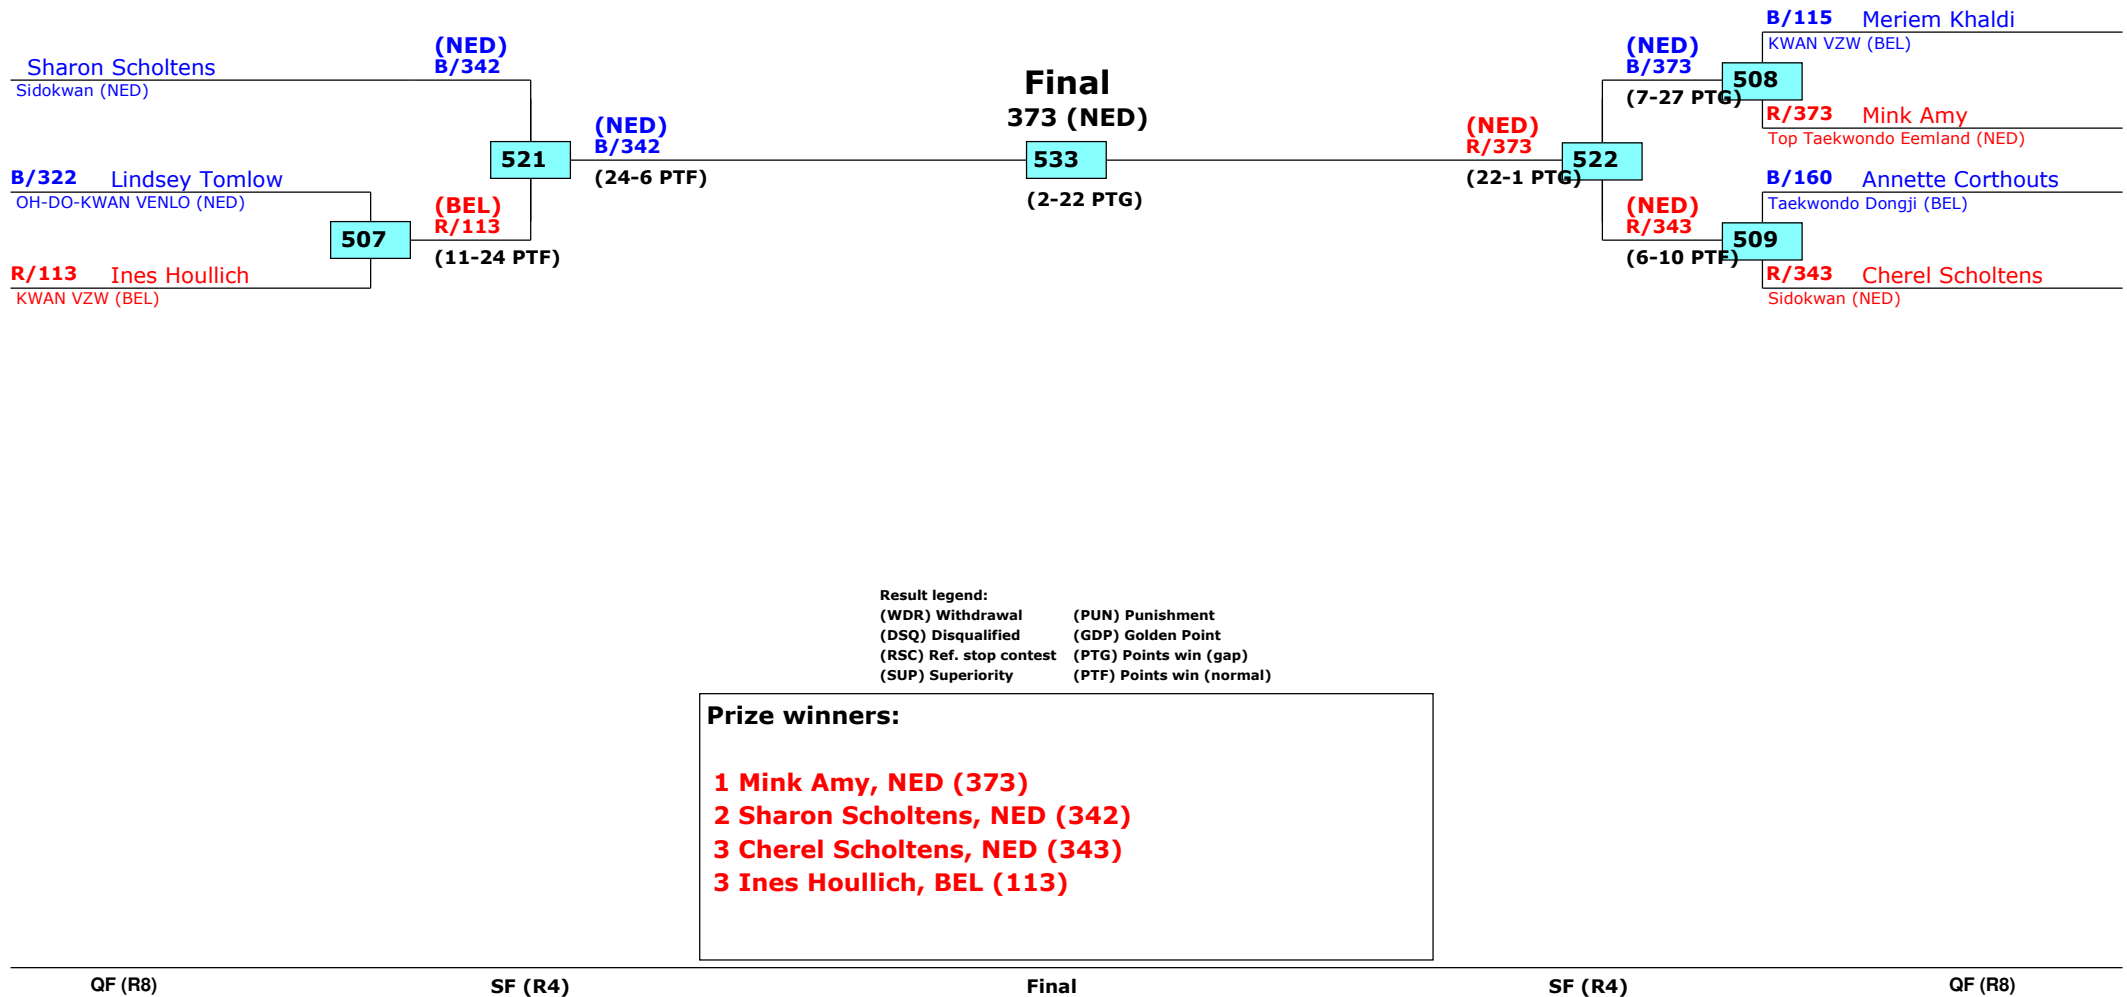 Sharon Scholtens
Sidokwan (NED)
B/322 Lindsey Tomlow
OH-DO-KWAN VENLO (NED)
R/113 Ines Houllich
KWAN VZW (BEL)
507
(NED)
B/342
(BEL)
R/113
(11-24 PTF)
521
(NED)
B/342
(24-6 PTF)
Final
373 (NED)
533
(2-22 PTG)
(NED)
R/373
(22-1 PTG)
522
(NED)
B/373
(7-27 PTG)
(NED)
R/343
(6-10 PTF)
508
509
B/115 Meriem Khaldi
KWAN VZW (BEL)
R/373 Mink Amy
Top Taekwondo Eemland (NED)
B/160 Annette Corthouts
Taekwondo Dongji (BEL)
R/343 Cherel Scholtens
Sidokwan (NED)
Result legend:
(WDR) Withdrawal (PUN) Punishment
(DSQ) Disqualified (GDP) Golden Point
(RSC) Ref. stop contest (PTG) Points win (gap)
(SUP) Superiority (PTF) Points win (normal)
Prize winners:
1 Mink Amy, NED (373)
2 Sharon Scholtens, NED (342)
3 Cherel Scholtens, NED (343)
3 Ines Houllich, BEL (113)
QF (R8) SF (R4) Final SF (R4) QF (R8)